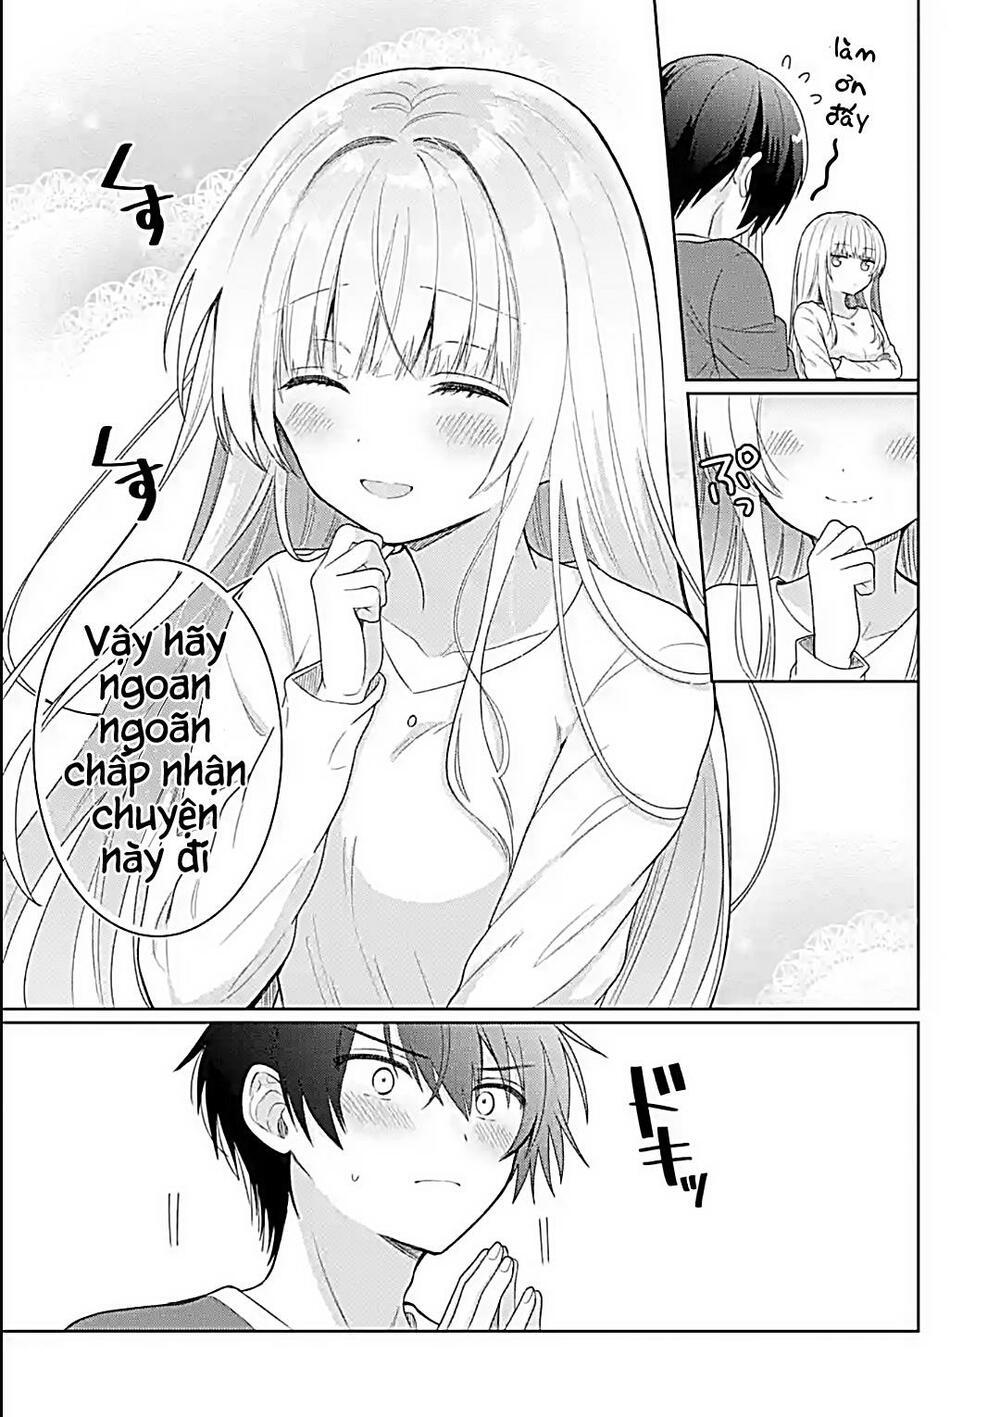 làm
ơn
đấy
ぷっ
くす
くす
Vậy hãy
ngoan
ngoãn
chấp nhận
chuyện
này đi
ドキッ